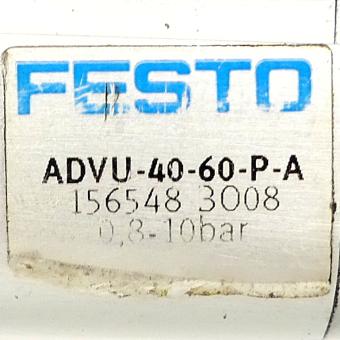 FESTO
ADVU-40-60-P-A
156548 3008
0,8-10bar